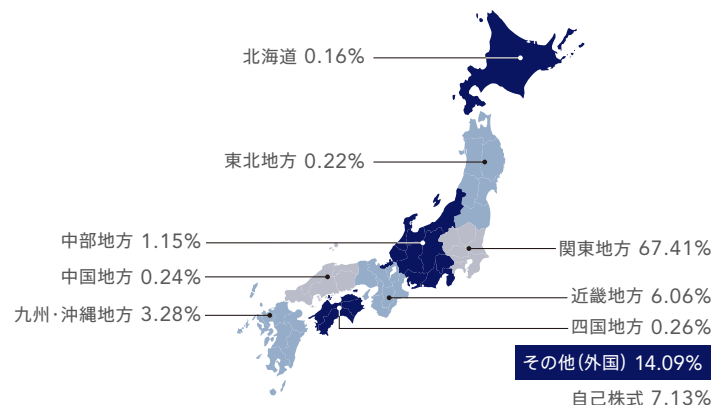 北海道 0.16%
東北地方 0.22%
中部地方 1.15%
関東地方 67.41%
中国地方 0.24%
近畿地方 6.06%
九州・沖縄地方 3.28%
四国地方 0.26%
その他(外国) 14.09%
自己株式 7.13%